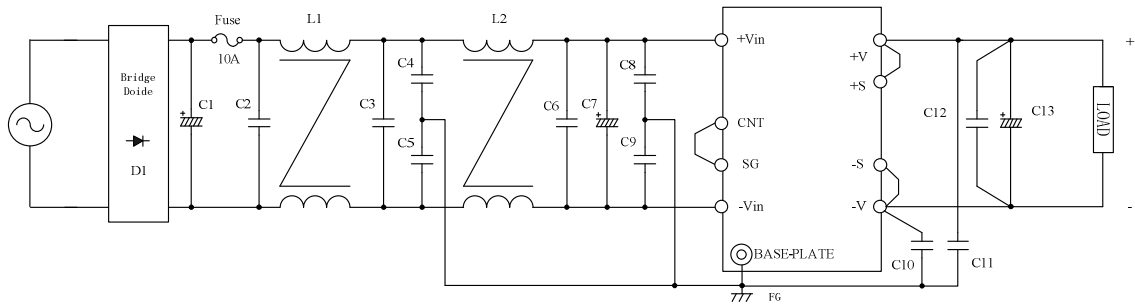 Fuse
10A
L1
L2
Bridge
Doide
D1
C1
C2
C3
C4
C5
C6
C7
C8
C9
+Vin
CNT
SG
-Vin
BASE-PLATE
FG
+V
+S
-S
-V
C10
C11
C12
C13
LOAD
+
-